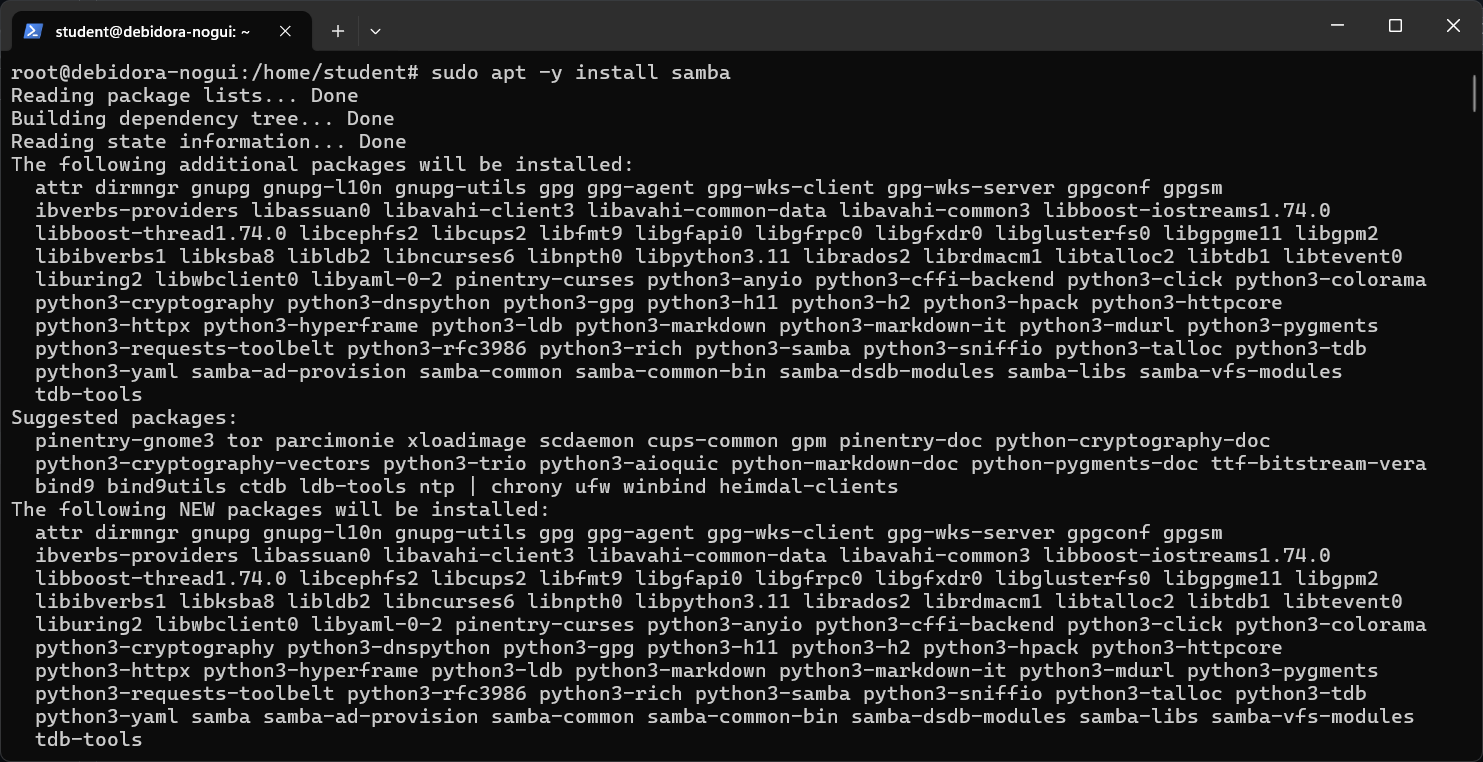 student@debidora-nogui: ~
root@debidora-nogui:/home/student# sudo apt -y install samba
Reading package lists... Done
Building dependency tree... Done
Reading state information... Done
The following additional packages will be installed:
  attr dirmngr gnupg gnupg-l10n gnupg-utils gpg gpg-agent gpg-wks-client gpg-wks-server gpgconf gpgsm
  ibverbs-providers libassuan0 libavahi-client3 libavahi-common-data libavahi-common3 libboost-iostreams1.74.0
  libboost-thread1.74.0 libcephfs2 libcups2 libfmt9 libgfapi0 libgfrpc0 libgfxdr0 libglusterfs0 libgpgme11 libgpm2
  libibverbs1 libksba8 libldb2 libncurses6 libnpth0 libpython3.11 librados2 librdmacm1 libtalloc2 libtdb1 libtevent0
  liburing2 libwbclient0 libyaml-0-2 pinentry-curses python3-anyio python3-cffi-backend python3-click python3-colorama
  python3-cryptography python3-dnspython python3-gpg python3-h11 python3-h2 python3-hpack python3-httpcore
  python3-httpx python3-hyperframe python3-ldb python3-markdown python3-markdown-it python3-mdurl python3-pygments
  python3-requests-toolbelt python3-rfc3986 python3-rich python3-samba python3-sniffio python3-talloc python3-tdb
  python3-yaml samba-ad-provision samba-common samba-common-bin samba-dsdb-modules samba-libs samba-vfs-modules
  tdb-tools
Suggested packages:
  pinentry-gnome3 tor parcimonie xloadimage scdaemon cups-common gpm pinentry-doc python-cryptography-doc
  python3-cryptography-vectors python3-trio python3-aioquic python-markdown-doc python-pygments-doc ttf-bitstream-vera
  bind9 bind9utils ctdb ldb-tools ntp | chrony ufw winbind heimdal-clients
The following NEW packages will be installed:
  attr dirmngr gnupg gnupg-l10n gnupg-utils gpg gpg-agent gpg-wks-client gpg-wks-server gpgconf gpgsm
  ibverbs-providers libassuan0 libavahi-client3 libavahi-common-data libavahi-common3 libboost-iostreams1.74.0
  libboost-thread1.74.0 libcephfs2 libcups2 libfmt9 libgfapi0 libgfrpc0 libgfxdr0 libglusterfs0 libgpgme11 libgpm2
  libibverbs1 libksba8 libldb2 libncurses6 libnpth0 libpython3.11 librados2 librdmacm1 libtalloc2 libtdb1 libtevent0
  liburing2 libwbclient0 libyaml-0-2 pinentry-curses python3-anyio python3-cffi-backend python3-click python3-colorama
  python3-cryptography python3-dnspython python3-gpg python3-h11 python3-h2 python3-hpack python3-httpcore
  python3-httpx python3-hyperframe python3-ldb python3-markdown python3-markdown-it python3-mdurl python3-pygments
  python3-requests-toolbelt python3-rfc3986 python3-rich python3-samba python3-sniffio python3-talloc python3-tdb
  python3-yaml samba samba-ad-provision samba-common samba-common-bin samba-dsdb-modules samba-libs samba-vfs-modules
  tdb-tools